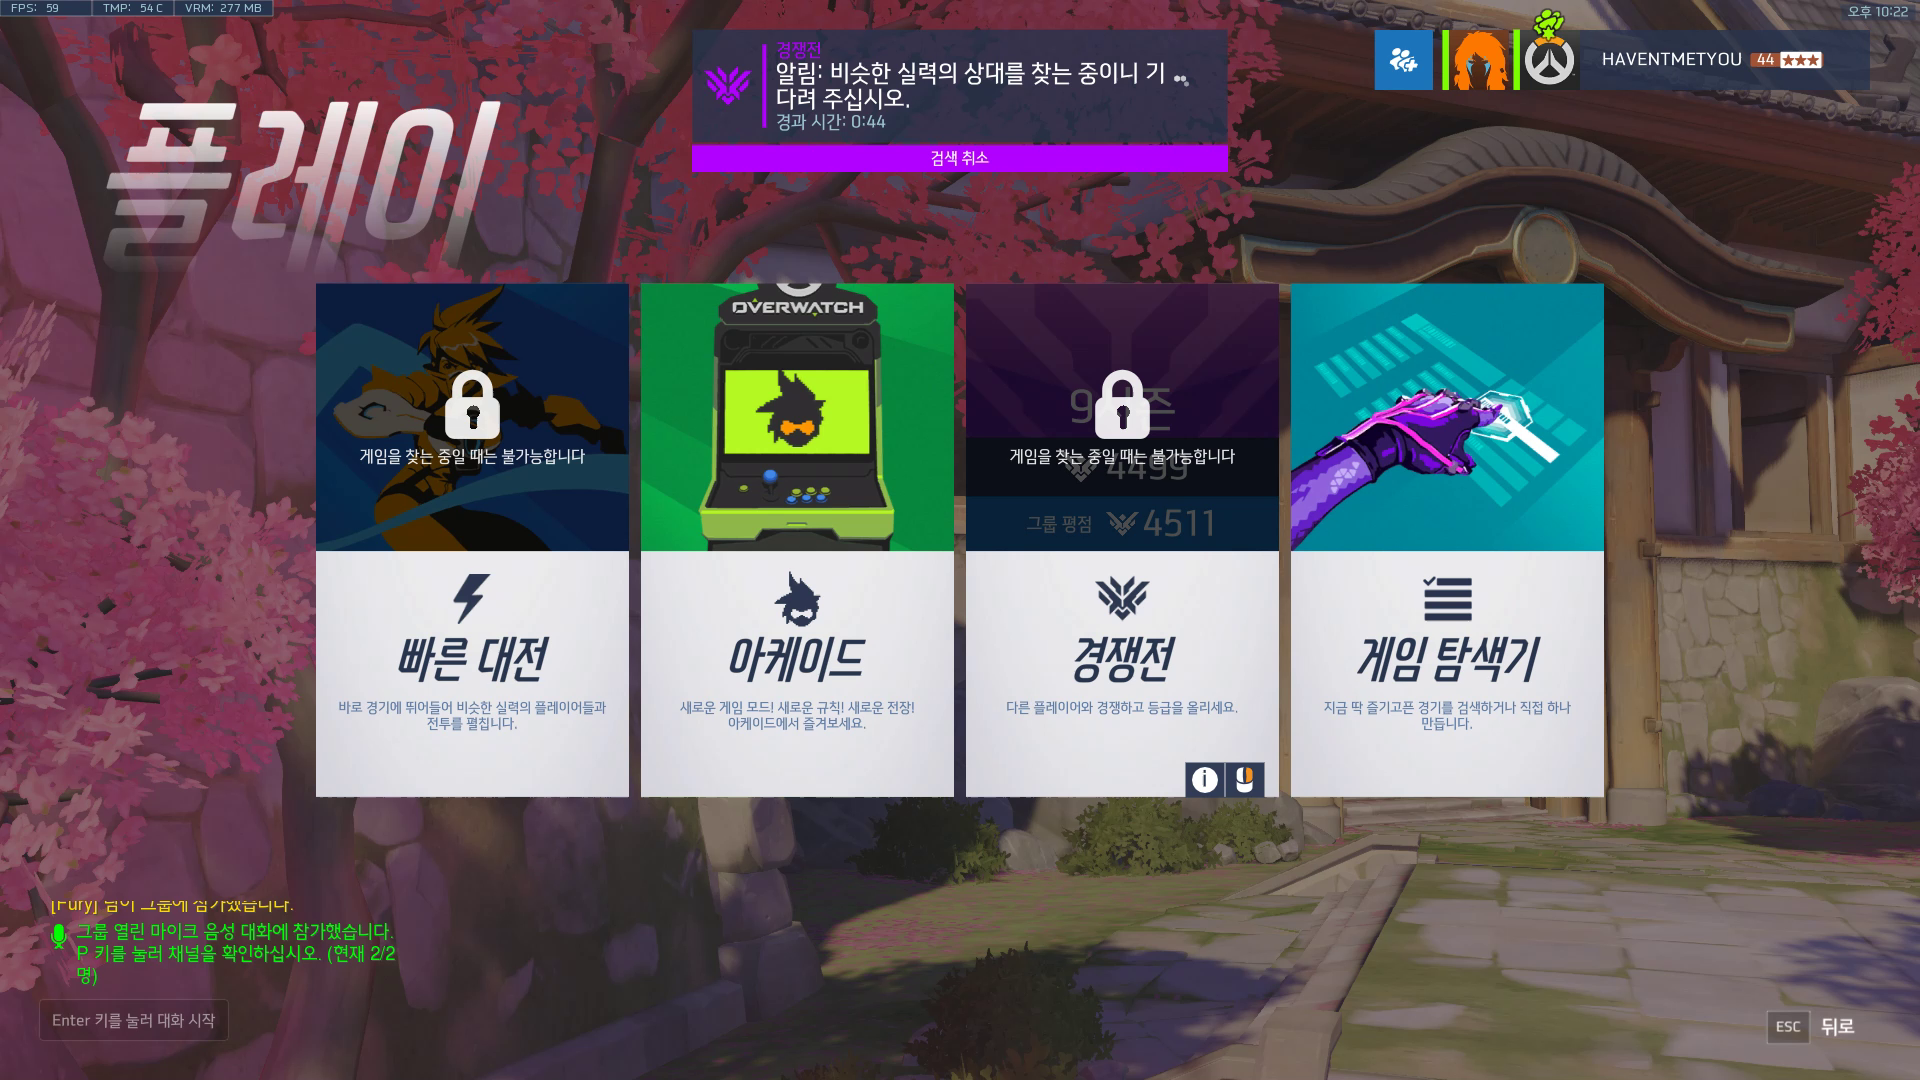 FPS: 59 TMP: 54 C VRM: 277 MB
오후 10:22
플레이
경쟁전
알림: 비슷한 실력의 상대를 찾는 중이니 기
다려 주십시오.
경과 시간: 0:44
검색 취소
HAVENTMETYOU 44
게임을 찾는 중일 때는 불가능합니다
빠른 대전
바로 경기에 뛰어들어 비슷한 실력의 플레이어들과
전투를 펼칩니다.
OVERWATCH
아케이드
새로운 게임 모드! 새로운 규칙! 새로운 전장!
아케이드에서 즐겨보세요.
게임을 찾는 중일 때는 불가능합니다
4499
그룹 평점 4511
경쟁전
다른 플레이어와 경쟁하고 등급을 올리세요.
게임 탐색기
지금 딱 즐기고픈 경기를 검색하거나 직접 하나
만듭니다.
[Fury] 님이 그룹에 참가했습니다.
그룹 열린 마이크 음성 대화에 참가했습니다.
P 키를 눌러 채널을 확인하십시오. (현재 2/2
명)
Enter 키를 눌러 대화 시작
ESC 뒤로